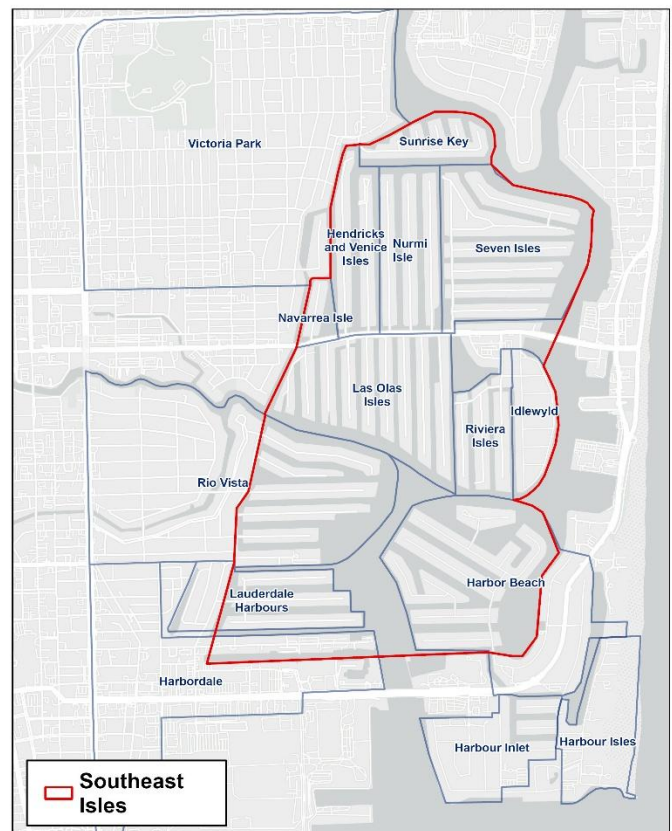 Sunrise Key
Victoria Park
Hendricks
and Venice
Isles
Nurmi
Isle
Seven Isles
Navarrea Isle
Las Olas
Isles
Idlewyld
Riviera
Isles
Rio Vista
Harbor Beach
Lauderdale
Harbours
Harbordale
Harbour Inlet
Harbour Isles
Southeast
Isles